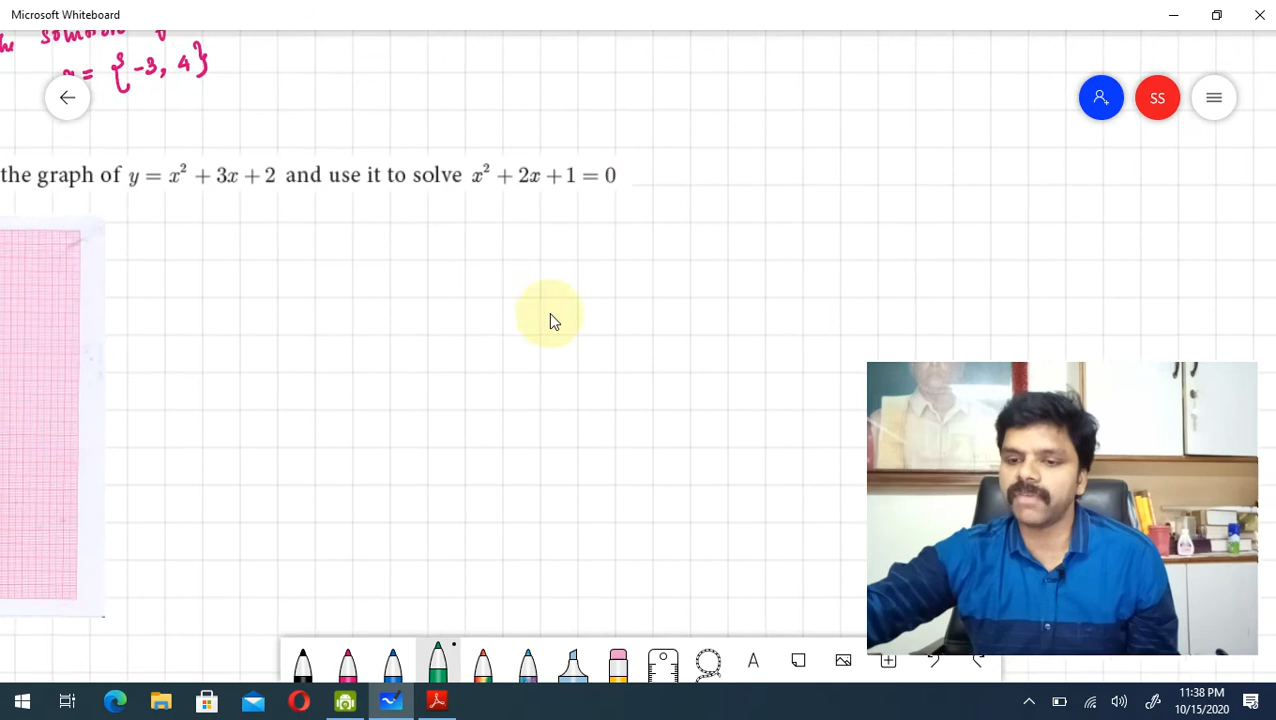 Microsoft Whiteboard
the
= {-3, 4}
SS
the graph of y = x² + 3x + 2 and use it to solve x² + 2x + 1 = 0
A
11:38 PM
10/15/2020